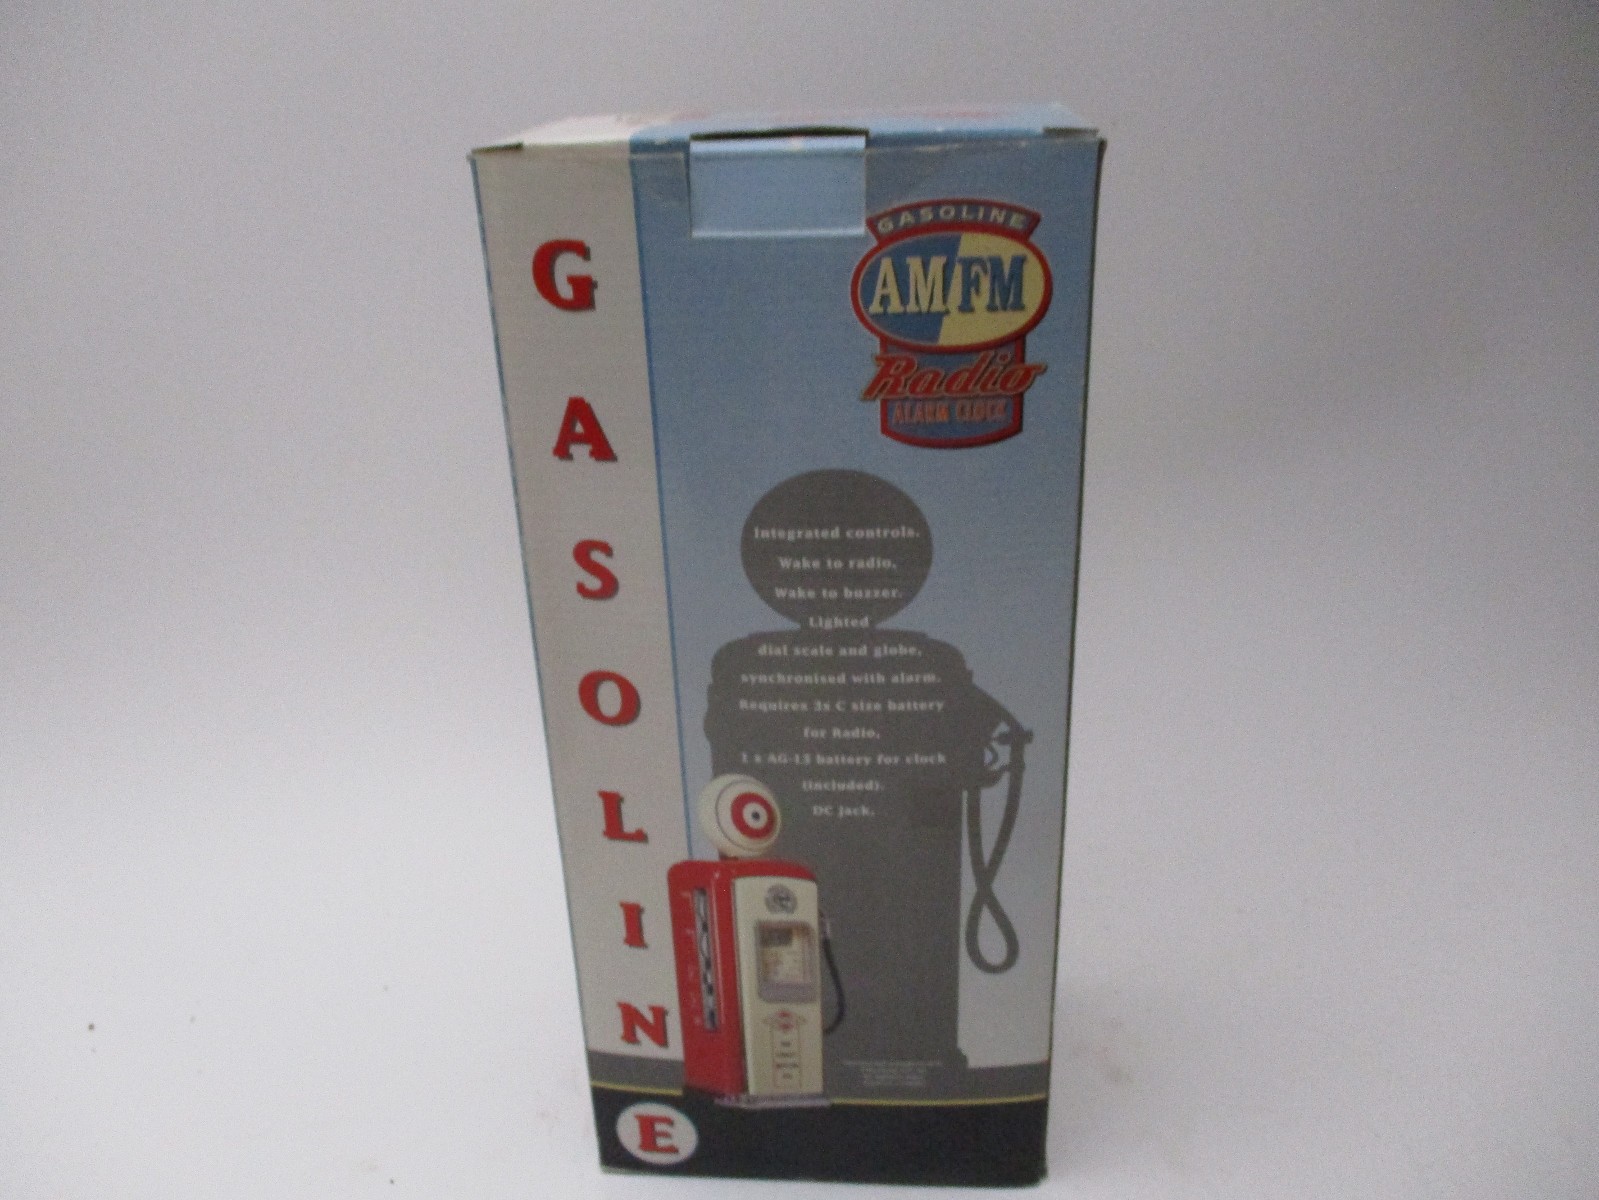 GASOLINE
GASOLINE
AM/FM
Radio
ALARM CLOCK
Integrated controls.
Wake to radio,
Wake to buzzer.
Lighted
dial scale and globe,
synchronised with alarm.
Requires 3x C size battery
for Radio,
1 x AG-13 battery for clock
(included).
DC jack.